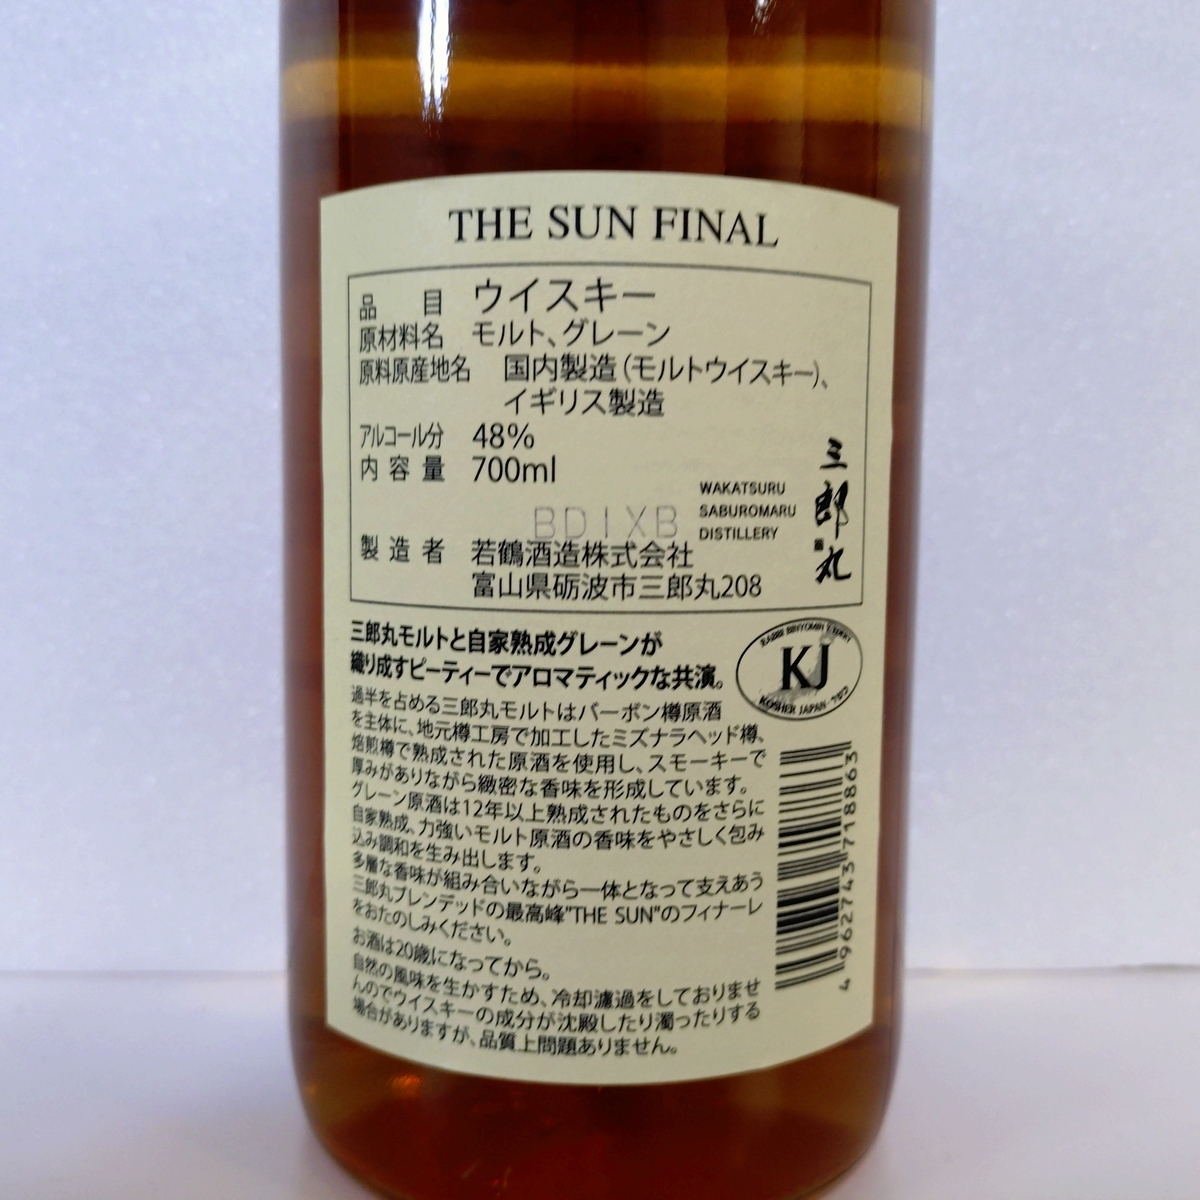 THE SUN FINAL
品 目 ウイスキー
原材料名 モルト、グレーン
原料原産地名 国内製造(モルトウイスキー)、
イギリス製造
アルコール分 48%
内容量 700ml
BDIXB
WAKATSURU
SABUROMARU
DISTILLERY
三郎丸
製造者 若鶴酒造株式会社
富山県砺波市三郎丸208
三郎丸モルトと自家熟成グレーンが
織り成すピーティーでアロマティックな共演。
KJ
KOSHER JAPAN
過半を占める三郎丸モルトはバーボン樽原酒
を主体に、地元樽工房で加工したミズナラヘッド樽、
焙煎樽で熟成された原酒を使用し、スモーキーで
厚みがありながら緻密な香味を形成しています。
グレーン原酒は12年以上熟成されたものをさらに
自家熟成、力強いモルト原酒の香味をやさしく包み
込み調和を生み出します。
多層な香味が組み合いながら一体となって支えあう
三郎丸ブレンデッドの最高峰"THE SUN"のフィナーレ
をおたのしみください。
お酒は20歳になってから。
自然の風味を生かすため、冷却濾過をしておりませ
んのでウイスキーの成分が沈殿したり濁ったりする
場合がありますが、品質上問題ありません。
4962743718863